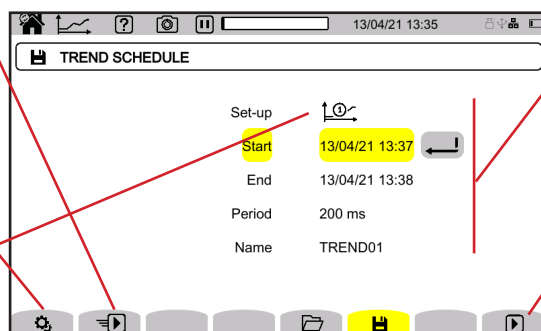 13/04/21 13:35
TREND SCHEDULE
Set-up 1
Start 13/04/21 13:37
End 13/04/21 13:38
Period 200 ms
Name TREND01